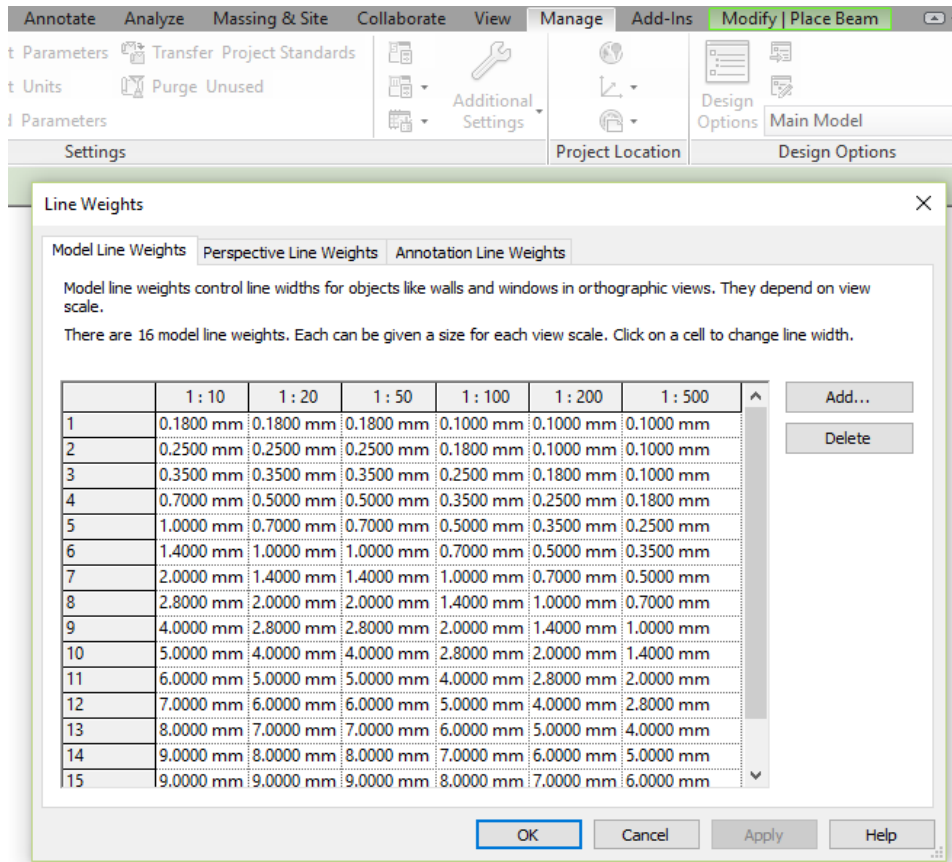 Annotate Analyze Massing & Site Collaborate View Manage Add-Ins Modify | Place Beam
t Parameters Transfer Project Standards
t Units Purge Unused
d Parameters
Additional Settings
Design Options Main Model
Settings Project Location Design Options
Line Weights
Model Line Weights Perspective Line Weights Annotation Line Weights
Model line weights control line widths for objects like walls and windows in orthographic views. They depend on view
scale.
There are 16 model line weights. Each can be given a size for each view scale. Click on a cell to change line width.
1 : 10 1 : 20 1 : 50 1 : 100 1 : 200 1 : 500 Add...
1 0.1800 mm 0.1800 mm 0.1800 mm 0.1000 mm 0.1000 mm 0.1000 mm
2 0.2500 mm 0.2500 mm 0.2500 mm 0.1800 mm 0.1000 mm 0.1000 mm Delete
3 0.3500 mm 0.3500 mm 0.3500 mm 0.2500 mm 0.1800 mm 0.1000 mm
4 0.7000 mm 0.5000 mm 0.5000 mm 0.3500 mm 0.2500 mm 0.1800 mm
5 1.0000 mm 0.7000 mm 0.7000 mm 0.5000 mm 0.3500 mm 0.2500 mm
6 1.4000 mm 1.0000 mm 1.0000 mm 0.7000 mm 0.5000 mm 0.3500 mm
7 2.0000 mm 1.4000 mm 1.4000 mm 1.0000 mm 0.7000 mm 0.5000 mm
8 2.8000 mm 2.0000 mm 2.0000 mm 1.4000 mm 1.0000 mm 0.7000 mm
9 4.0000 mm 2.8000 mm 2.8000 mm 2.0000 mm 1.4000 mm 1.0000 mm
10 5.0000 mm 4.0000 mm 4.0000 mm 2.8000 mm 2.0000 mm 1.4000 mm
11 6.0000 mm 5.0000 mm 5.0000 mm 4.0000 mm 2.8000 mm 2.0000 mm
12 7.0000 mm 6.0000 mm 6.0000 mm 5.0000 mm 4.0000 mm 2.8000 mm
13 8.0000 mm 7.0000 mm 7.0000 mm 6.0000 mm 5.0000 mm 4.0000 mm
14 9.0000 mm 8.0000 mm 8.0000 mm 7.0000 mm 6.0000 mm 5.0000 mm
15 9.0000 mm 9.0000 mm 9.0000 mm 8.0000 mm 7.0000 mm 6.0000 mm
OK Cancel Apply Help